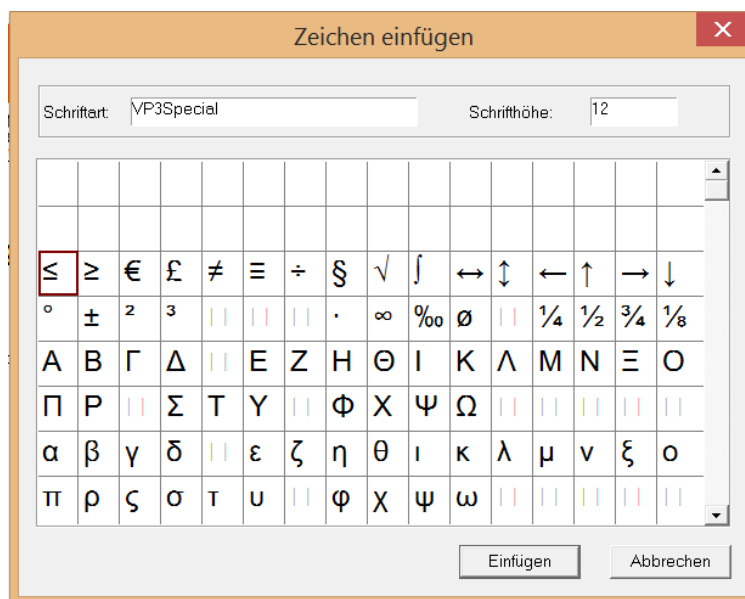 Zeichen einfügen
Schriftart: VP3Special Schrifthöhe: 12
≤ ≥ € £ ≠ ≡ ÷ § √ ∫ ↔ ↕ ← ↑ → ↓
° ± ² ³ · ∞ ‰ ø ¼ ½ ¾ ⅛
Α Β Γ Δ Ε Ζ Η Θ Ι Κ Λ Μ Ν Ξ Ο
Π Ρ Σ Τ Υ Φ Χ Ψ Ω
α β γ δ ε ζ η θ ι κ λ μ ν ξ ο
π ρ ς σ τ υ φ χ ψ ω
Einfügen Abbrechen